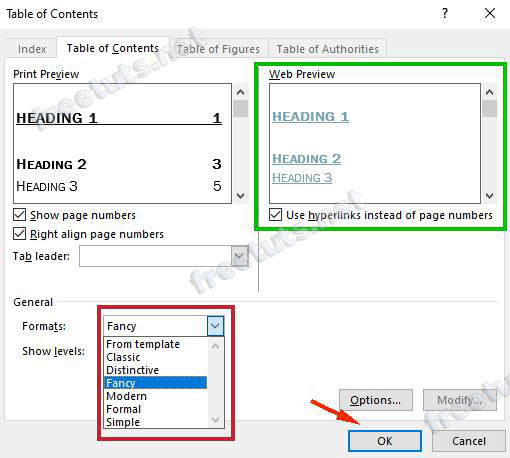 Table of Contents ? ×
Index Table of Contents Table of Figures Table of Authorities
Print Preview
HEADING 1 1
HEADING 2 3
HEADING 3 5
Show page numbers
Right align page numbers
Tab leader:
Web Preview
HEADING 1
HEADING 2
HEADING 3
Use hyperlinks instead of page numbers
General
Formats: Fancy
Show levels:
From template
Classic
Distinctive
Fancy
Modern
Formal
Simple
Options... Modify...
OK Cancel
freetuts.net
freetuts.net
freetuts.net
freetuts.net